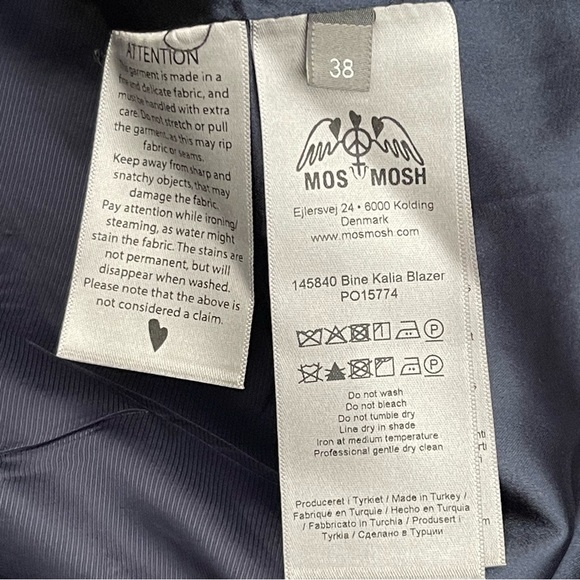 ATTENTION
garment is made in a
fine and delicate fabric, and
must be handled with extra
care. Do not stretch or pull
the garment, as this may rip
fabric or seams.
Keep away from sharp and
snatchy objects, that may
damage the fabric.
Pay attention while ironing/
steaming, as water might
stain the fabric. The stains are
not permanent, but will
disappear when washed.
Please note that the above is
not considered a claim.
38
MOS MOSH
Ejlersvej 24 • 6000 Kolding
Denmark
www.mosmosh.com
145840 Bine Kalia Blazer
PO15774
P
P
Do not wash
Do not bleach
Do not tumble dry
Line dry in shade
Iron at medium temperature
Professional gentle dry clean
Produceret i Tyrkiet / Made in Turkey /
Fabriqué en Turquie / Hecho en Turquia
/ Fabbricato in Turchia / Produsert i
Tyrkia / Сделано в Турции